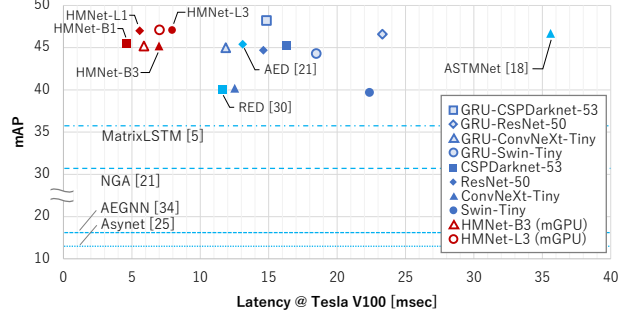 50
HMNet-L1
HMNet-L3
HMNet-B1
45
HMNet-B3
AED [21]
ASTMNet [18]
40
RED [30]
mAP
35
MatrixLSTM [5]
30
NGA [21]
20
AEGNN [34]
Asynet [25]
10
GRU-CSPDarknet-53
GRU-ResNet-50
GRU-ConvNeXt-Tiny
GRU-Swin-Tiny
CSPDarknet-53
ResNet-50
ConvNeXt-Tiny
Swin-Tiny
HMNet-B3 (mGPU)
HMNet-L3 (mGPU)
0 5 10 15 20 25 30 35 40
Latency @ Tesla V100 [msec]